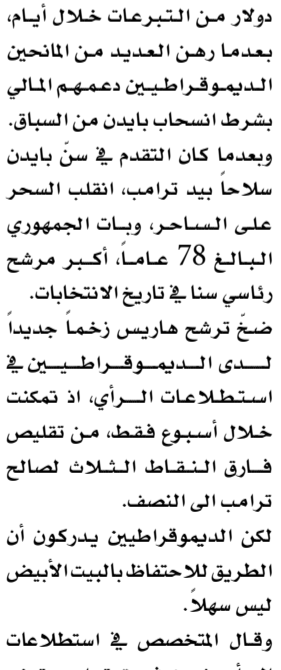 دولار من التبرعات خلال أيام،
بعدما رهن العديد من المانحين
الديموقراطيين دعمهم المالي
بشرط انسحاب بايدن من السباق.
وبعدما كان التقدم في سنّ بايدن
سلاحاً بيد ترامب، انقلب السحر
على الساحر، وبات الجمهوري
البالغ 78 عاماً، أكبر مرشح
رئاسي سنا في تاريخ الانتخابات.
ضخّ ترشح هاريس زخماً جديداً
لدى الديموقراطيين في
استطلاعات الرأي، اذ تمكنت
خلال أسبوع فقط، من تقليص
فارق النقاط الثلاث لصالح
ترامب الى النصف.
لكن الديموقراطيين يدركون أن
الطريق للاحتفاظ بالبيت الأبيض
ليس سهلاً.
وقال المتخصص في استطلاعات